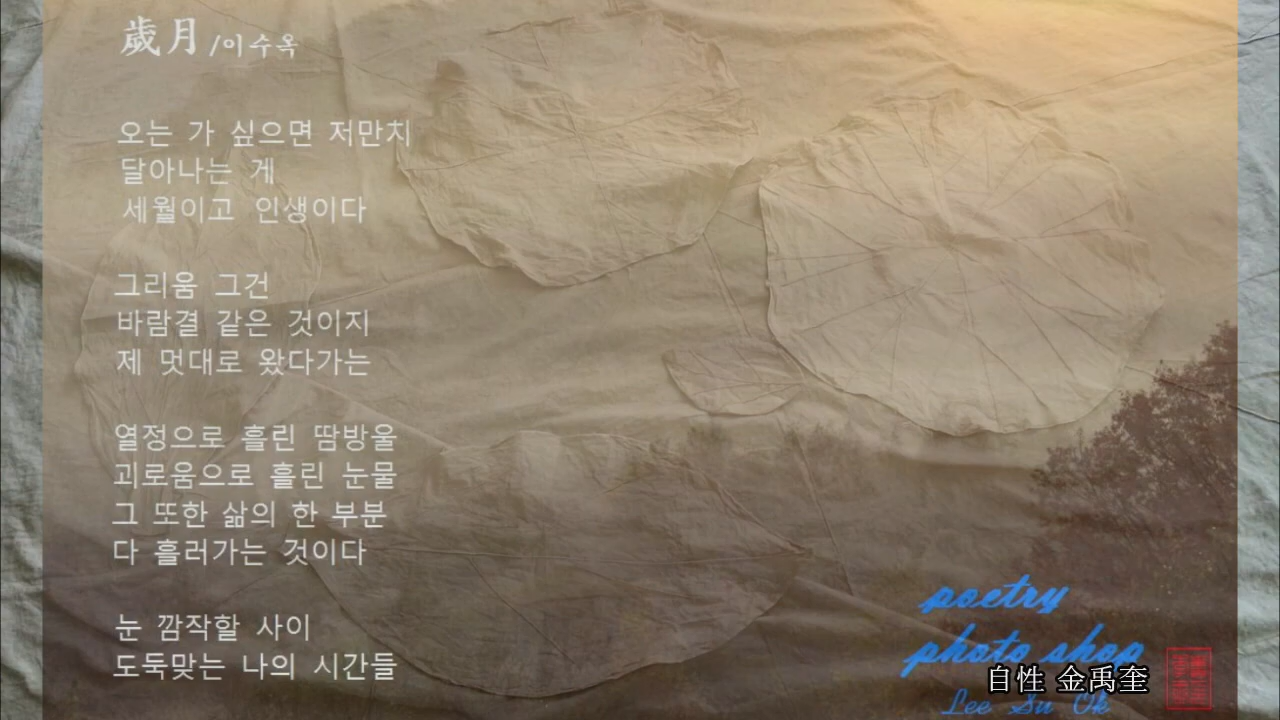 歲月 /이수옥
오는 가 싶으면 저만치
달아나는 게
세월이고 인생이다
그리움 그건
바람결 같은 것이지
제 멋대로 왔다가는
열정으로 흘린 땀방울
괴로움으로 흘린 눈물
그 또한 삶의 한 부분
다 흘러가는 것이다
눈 깜작할 사이
도둑맞는 나의 시간들
poetry
photo shop
自性 金禹奎
Lee Su Ok